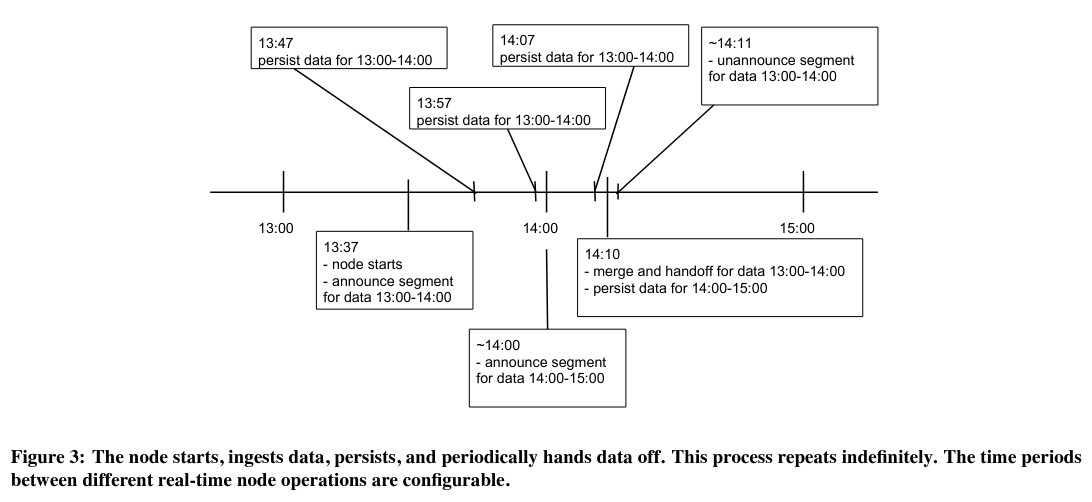 13:47
persist data for 13:00-14:00
14:07
persist data for 13:00-14:00
~14:11
- unannounce segment
for data 13:00-14:00
13:57
persist data for 13:00-14:00
13:00
14:00
15:00
13:37
- node starts
- announce segment
for data 13:00-14:00
14:10
- merge and handoff for data 13:00-14:00
- persist data for 14:00-15:00
~14:00
- announce segment
for data 14:00-15:00
Figure 3: The node starts, ingests data, persists, and periodically hands data off. This process repeats indefinitely. The time periods
between different real-time node operations are configurable.